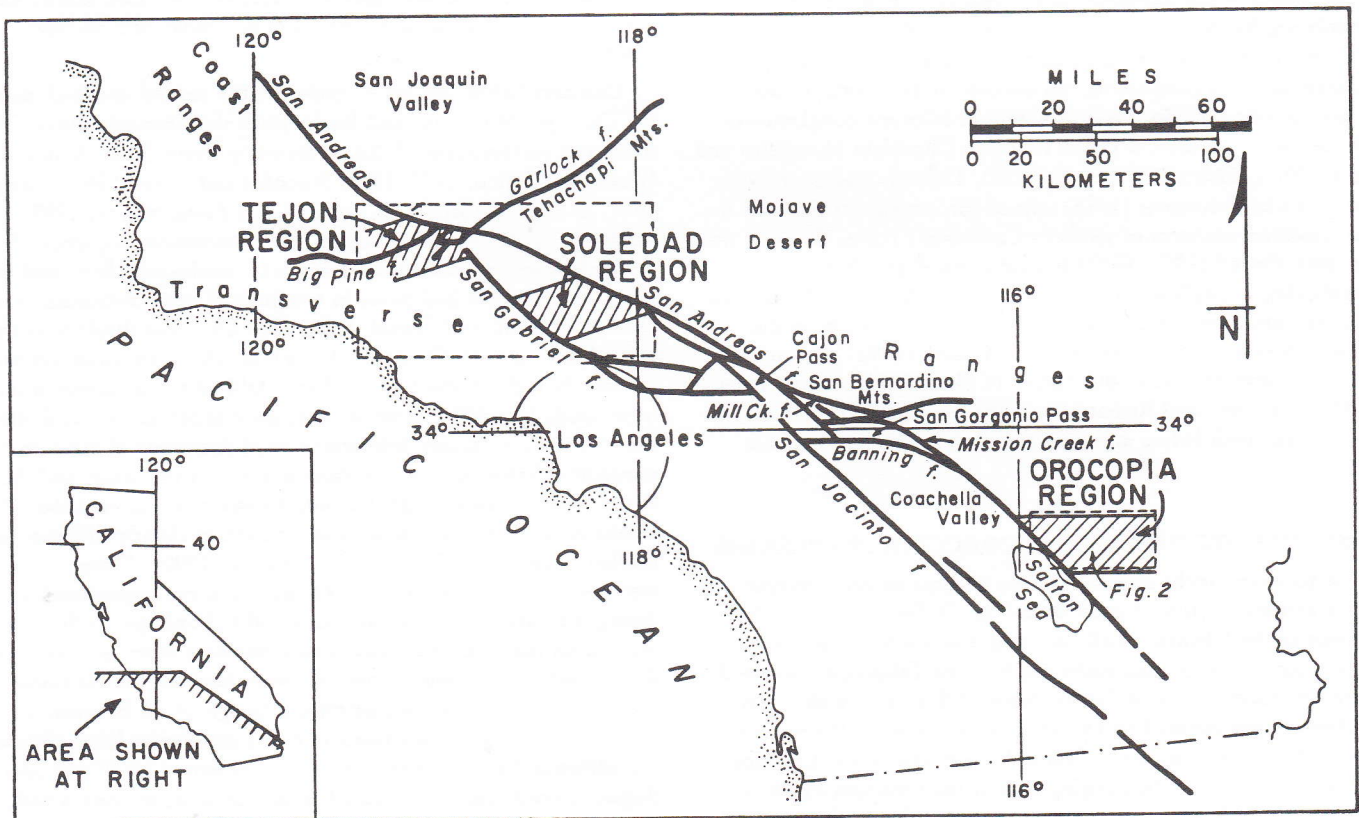 120°
118°
Coast
Ranges
San Joaquin
Valley
San Andreas
Garlock f.
Tehachapi Mts.
MILES
0 20 40 60
0 20 50 100
KILOMETERS
N
TEJON
REGION
SOLEDAD
REGION
Mojave
Desert
Big Pine f.
Transverse
Ranges
San Gabriel f.
San Andreas f.
120°
116°
Cajon
Pass
San Bernardino
Mts.
Mill Ck. f.
San Gorgonio Pass
34°
Los Angeles
34°
Mission Creek f.
Banning f.
San Jacinto f
Coachella
Valley
OROCOPIA
REGION
PACIFIC OCEAN
118°
Salton
Sea
Fig. 2
116°
120°
40
CALIFORNIA
AREA SHOWN
AT RIGHT